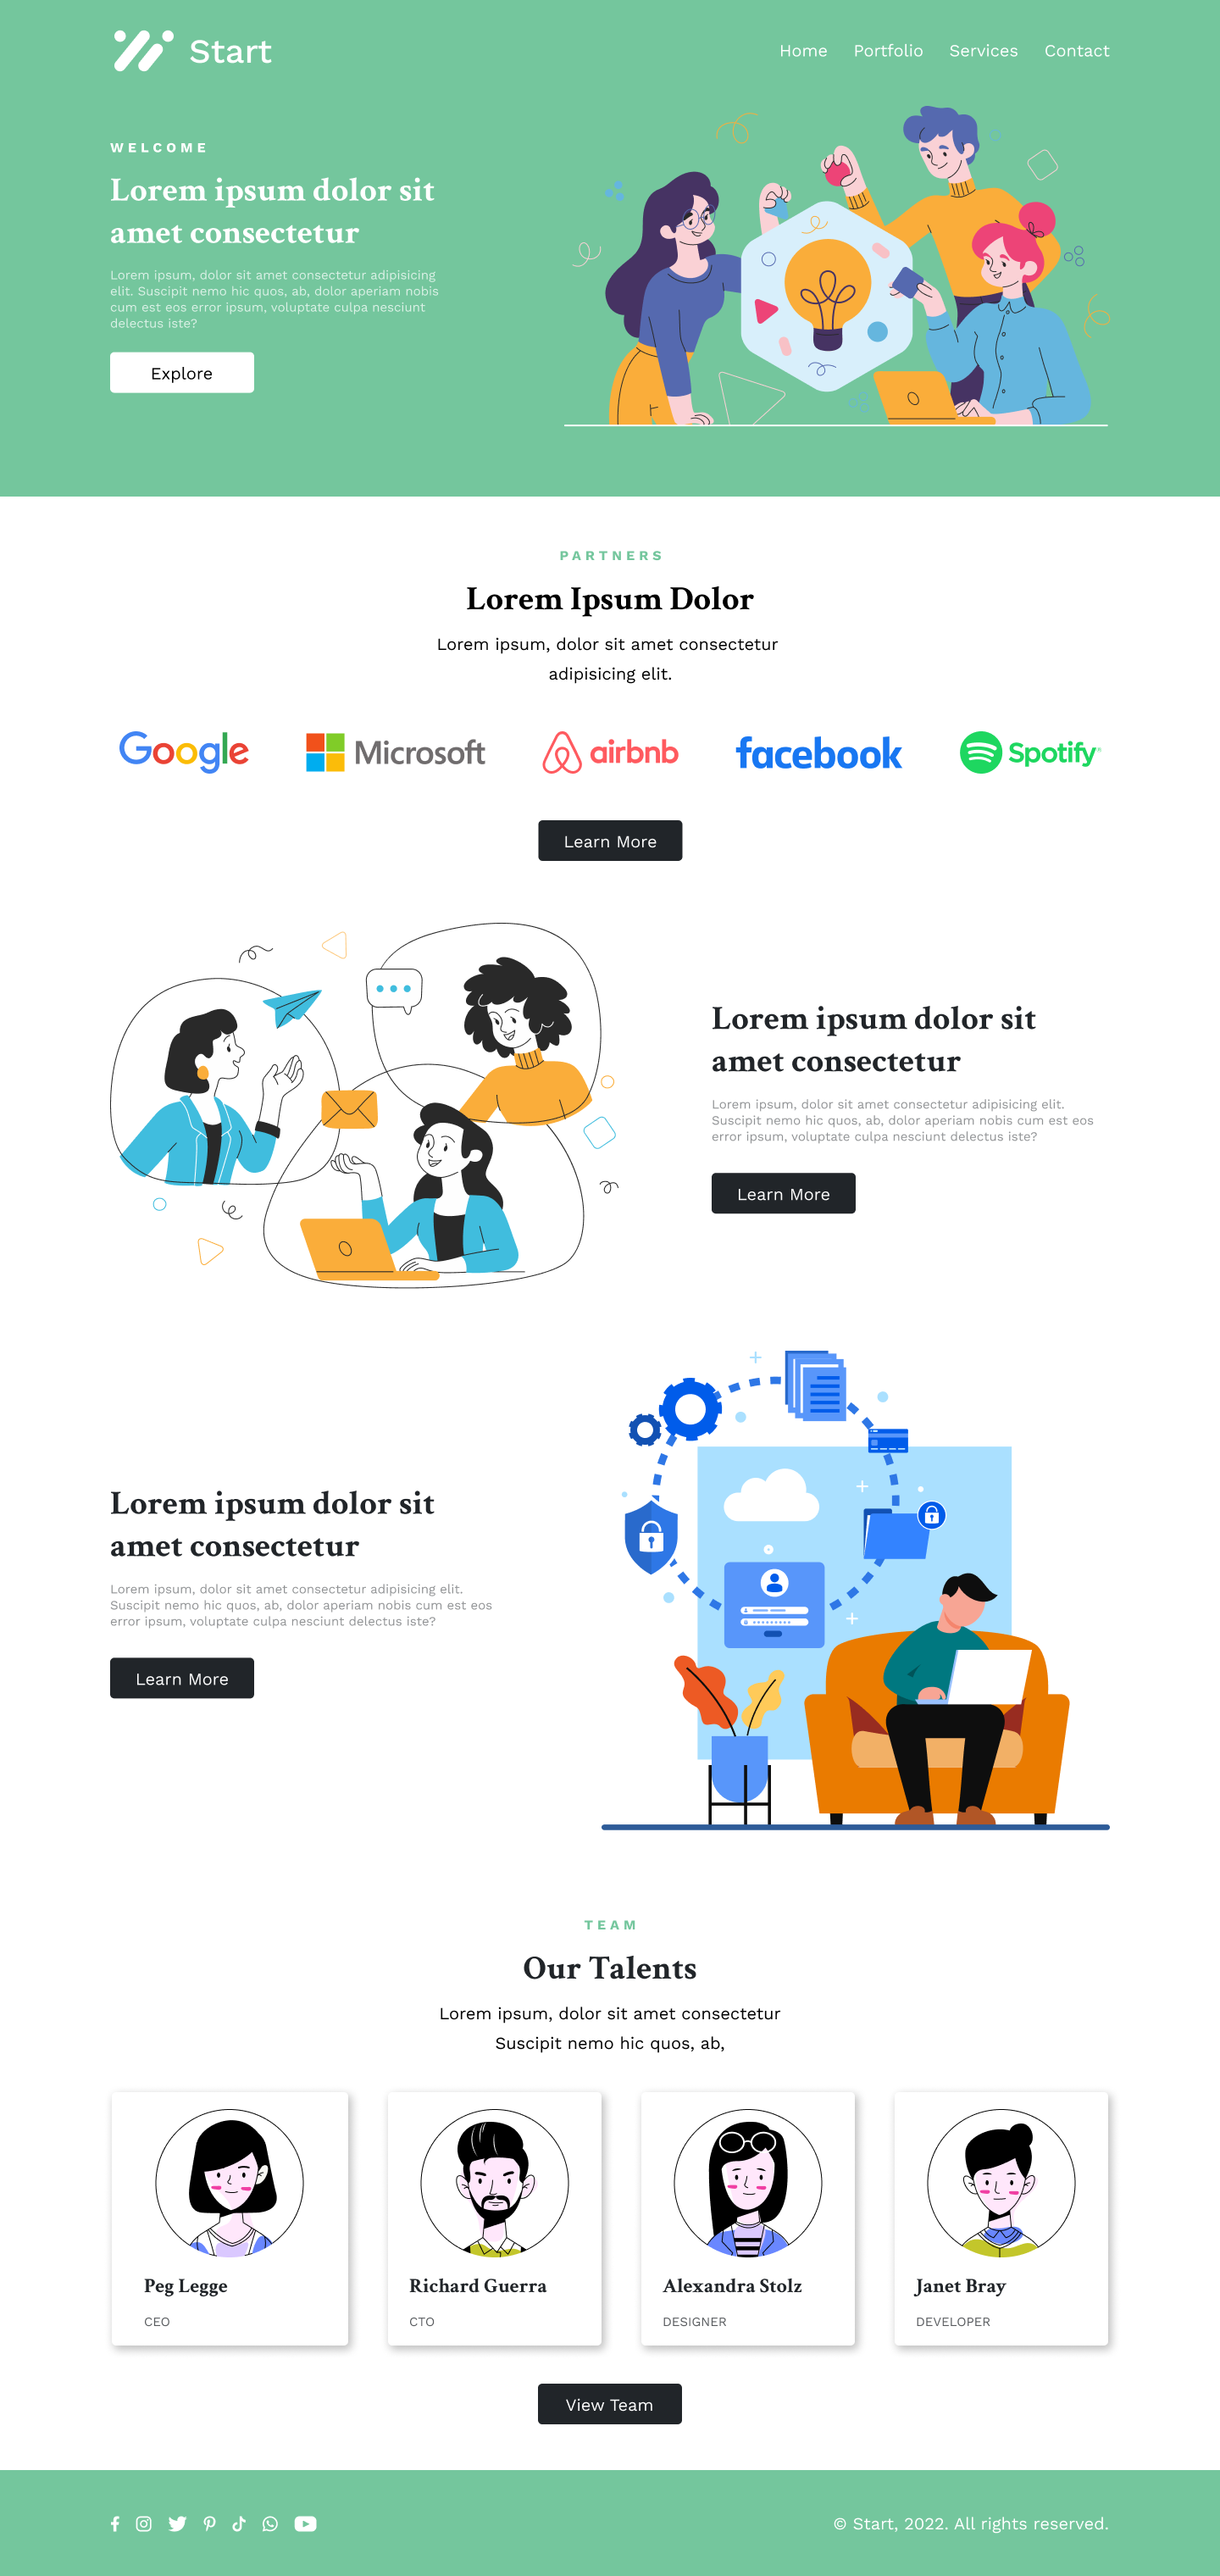 Start
Home Portfolio Services Contact
WELCOME
Lorem ipsum dolor sit
amet consectetur
Lorem ipsum, dolor sit amet consectetur adipisicing
elit. Suscipit nemo hic quos, ab, dolor aperiam nobis
cum est eos error ipsum, voluptate culpa nesciunt
delectus iste?
Explore
PARTNERS
Lorem Ipsum Dolor
Lorem ipsum, dolor sit amet consectetur
adipisicing elit.
Google Microsoft airbnb facebook Spotify
Learn More
Lorem ipsum dolor sit
amet consectetur
Lorem ipsum, dolor sit amet consectetur adipisicing elit.
Suscipit nemo hic quos, ab, dolor aperiam nobis cum est eos
error ipsum, voluptate culpa nesciunt delectus iste?
Learn More
Lorem ipsum dolor sit
amet consectetur
Lorem ipsum, dolor sit amet consectetur adipisicing elit.
Suscipit nemo hic quos, ab, dolor aperiam nobis cum est eos
error ipsum, voluptate culpa nesciunt delectus iste?
Learn More
TEAM
Our Talents
Lorem ipsum, dolor sit amet consectetur
Suscipit nemo hic quos, ab,
Peg Legge
CEO
Richard Guerra
CTO
Alexandra Stolz
DESIGNER
Janet Bray
DEVELOPER
View Team
© Start, 2022. All rights reserved.